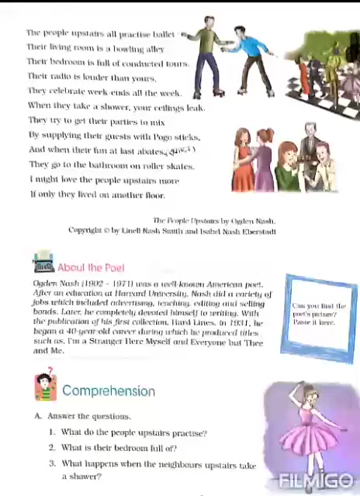 The people upstairs all practise ballet
Their living room is a bowling alley
Their bedroom is full of conducted tours.
Their radio is louder than yours,
They celebrate week-ends all the week.
When they take a shower, your ceilings leak.
They try to get their parties to mix
By supplying their guests with Pogo sticks,
And when their fun at last abates,
They go to the bathroom on roller skates.
I might love the people upstairs more
If only they lived on another floor.
The People Upstairs by Ogden Nash.
Copyright © by Linell Nash Smith and Isabel Nash Eberstadt
About the Poet
Ogden Nash (1902 - 1971) was a well-known American poet.
After an education at Harvard University, Nash did a variety of
jobs which included advertising, teaching, editing and selling
bonds. Later, he completely devoted himself to writing. With
the publication of his first collection, Hard Lines, in 1931, he
began a 40-year-old career during which he produced titles
such as, I'm a Stranger Here Myself and Everyone but Thee
and Me.
Can you find the
poet's picture?
Paste it here.
Comprehension
A. Answer the questions.
1. What do the people upstairs practise?
2. What is their bedroom full of?
3. What happens when the neighbours upstairs take
a shower?
FILMIGO